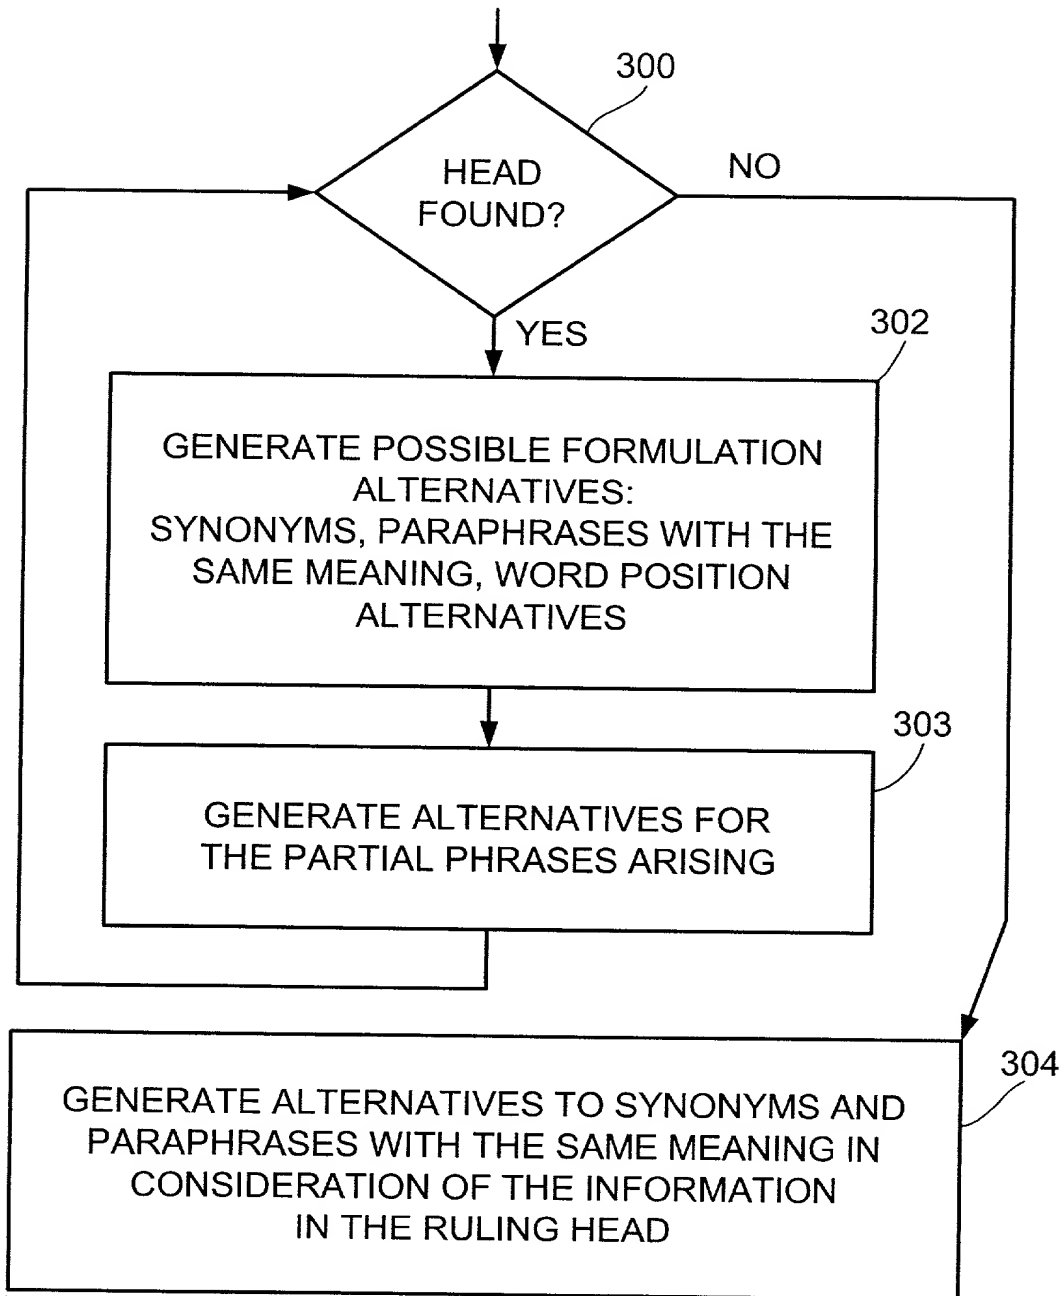 300
HEAD
FOUND?
NO
YES
302
GENERATE POSSIBLE FORMULATION
ALTERNATIVES:
SYNONYMS, PARAPHRASES WITH THE
SAME MEANING, WORD POSITION
ALTERNATIVES
303
GENERATE ALTERNATIVES FOR
THE PARTIAL PHRASES ARISING
304
GENERATE ALTERNATIVES TO SYNONYMS AND
PARAPHRASES WITH THE SAME MEANING IN
CONSIDERATION OF THE INFORMATION
IN THE RULING HEAD